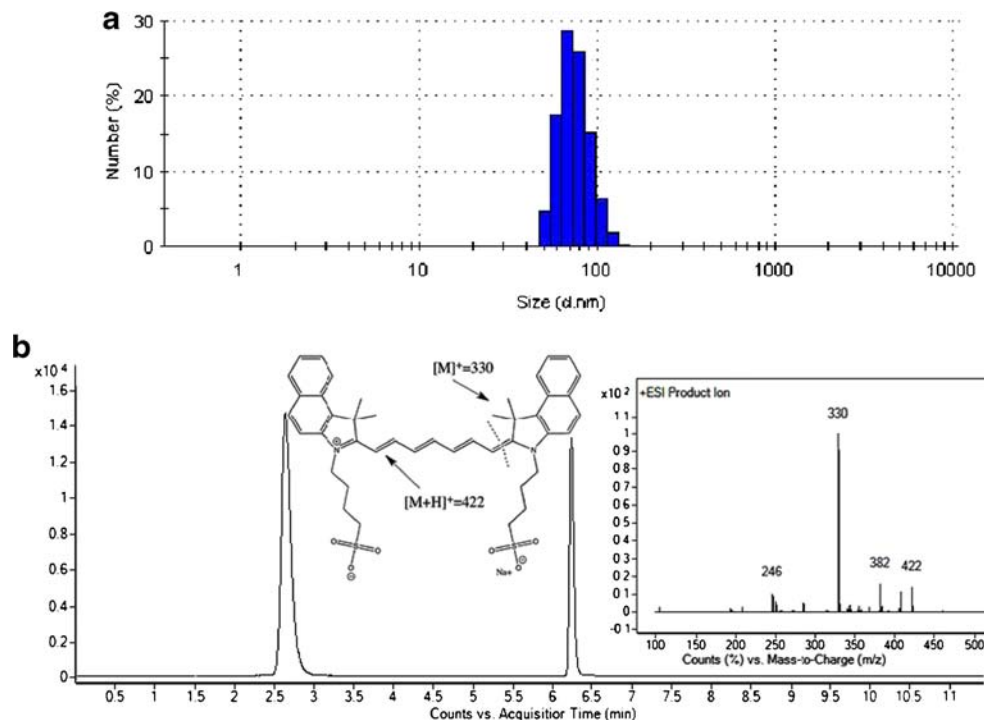 a
30
20
10
0
Number (%)
1 10 100 1000 10000
Size (d.nm)
b
x10 4
1.6
1.4
1.2
1
0.8
0.6
0.4
0.2
0
0.5 1 1.5 2 2.5 3 3.5 4 4.5 5 5.5 6 6.5 7 7.5 8 8.5 9 9.5 10 10.5 11
Counts vs. Acquisitior Time (min)
[M]+=330
[M+H]+=422
N
N
S
O
O
O
S
O
O
O
Na+
x10 2
+ESI Product Ion
1 1
1
0 9
0 8
0 7
0 6
0 5
0 4
0 3
0 2
0 1
0
-0 1
330
246
382
422
100 150 200 250 300 350 400 450 500
Counts (%) vs. Mass-to-Charge (m/z)